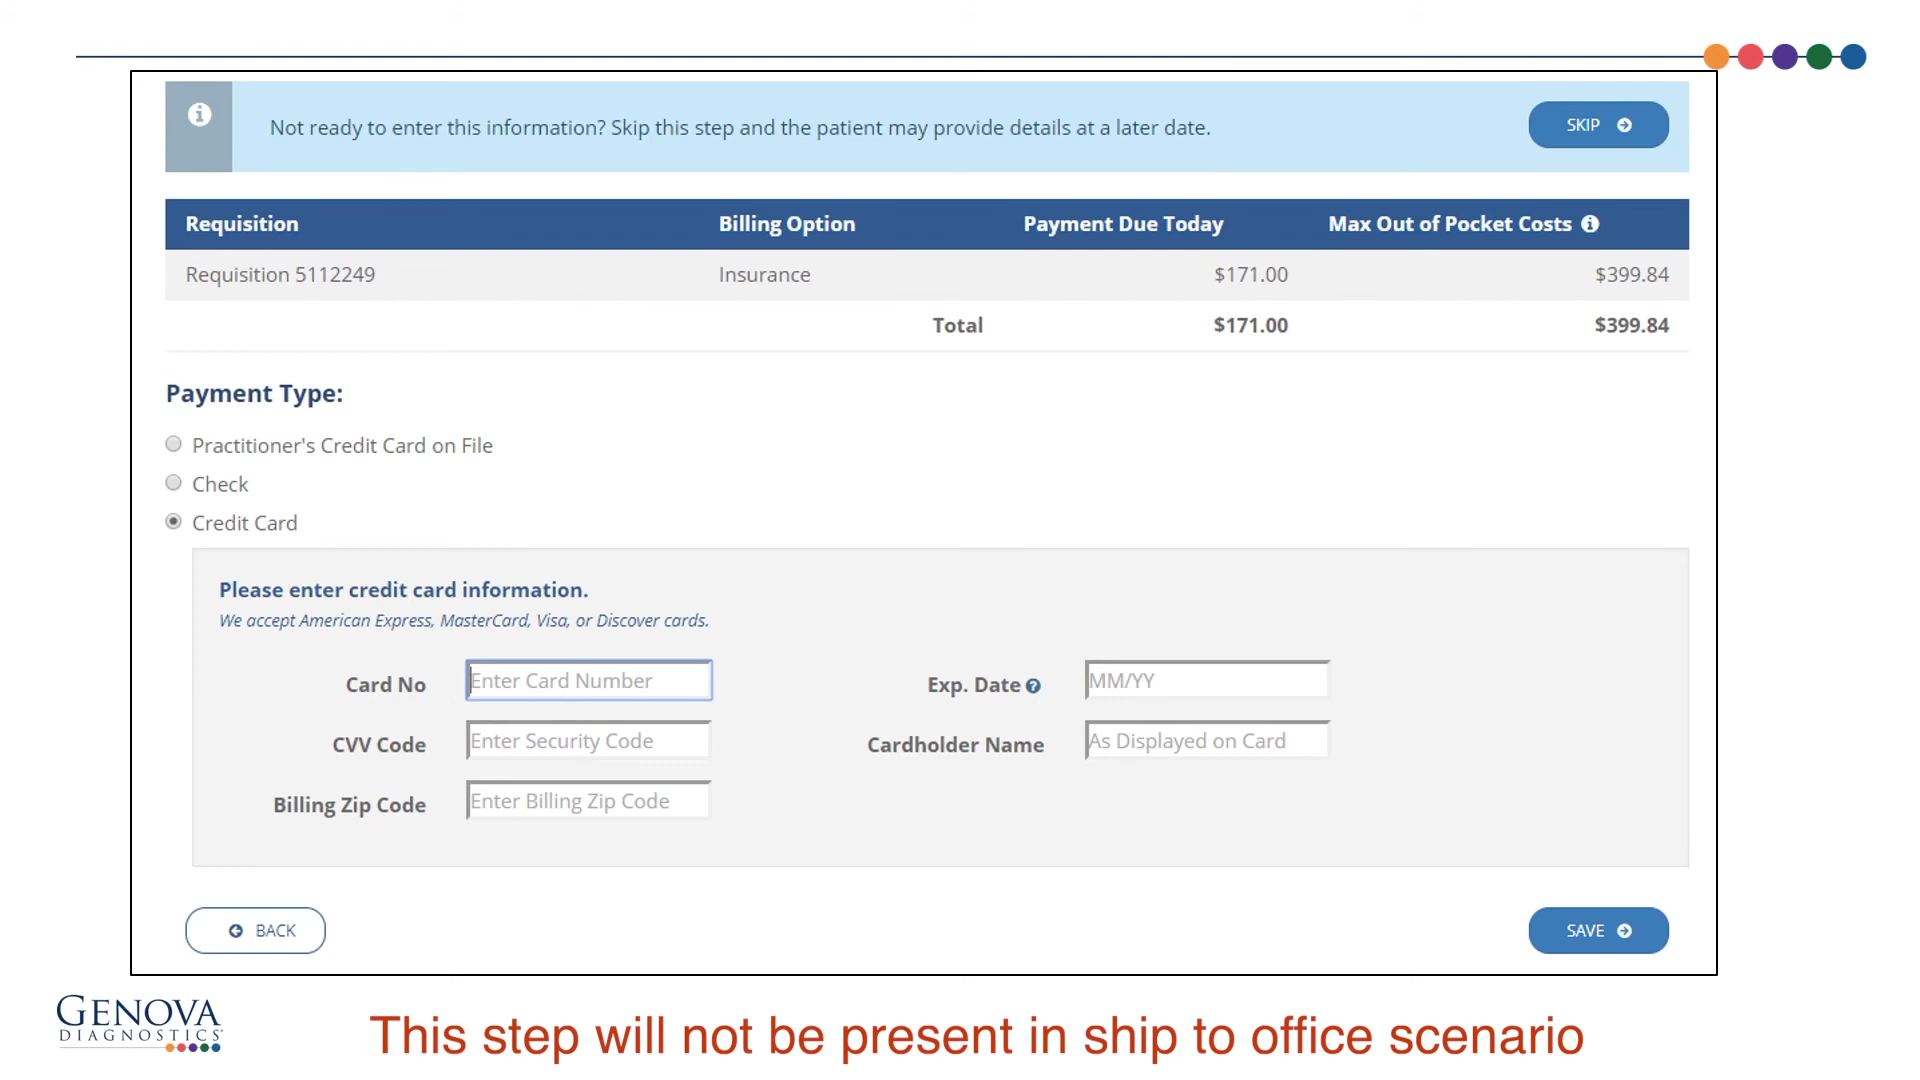 Not ready to enter this information? Skip this step and the patient may provide details at a later date.
SKIP
Requisition Billing Option Payment Due Today Max Out of Pocket Costs
Requisition 5112249 Insurance $171.00 $399.84
Total $171.00 $399.84
Payment Type:
Practitioner's Credit Card on File
Check
Credit Card
Please enter credit card information.
We accept American Express, MasterCard, Visa, or Discover cards.
Card No Enter Card Number Exp. Date MM/YY
CVV Code Enter Security Code Cardholder Name As Displayed on Card
Billing Zip Code Enter Billing Zip Code
BACK SAVE
GENOVA
DIAGNOSTICS
This step will not be present in ship to office scenario